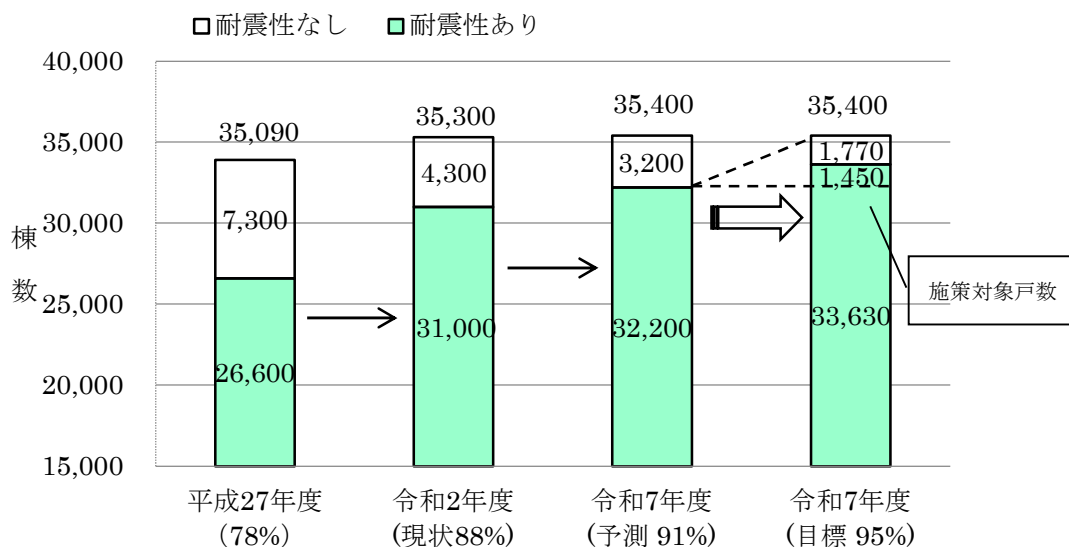 □耐震性なし ■耐震性あり
40,000
35,000
30,000
25,000
20,000
15,000
棟
数
35,090
7,300
26,600
35,300
4,300
31,000
35,400
3,200
32,200
35,400
1,770
1,450
33,630
施策対象戸数
平成27年度
（78%）
令和2年度
(現状88%)
令和7年度
(予測 91%)
令和7年度
(目標 95%)